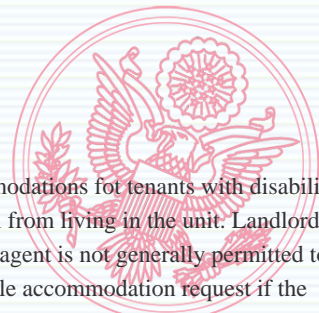 modations fot tenants with disabili
from living in the unit. Landlord
agent is not generally permitted to
le accommodation request if the